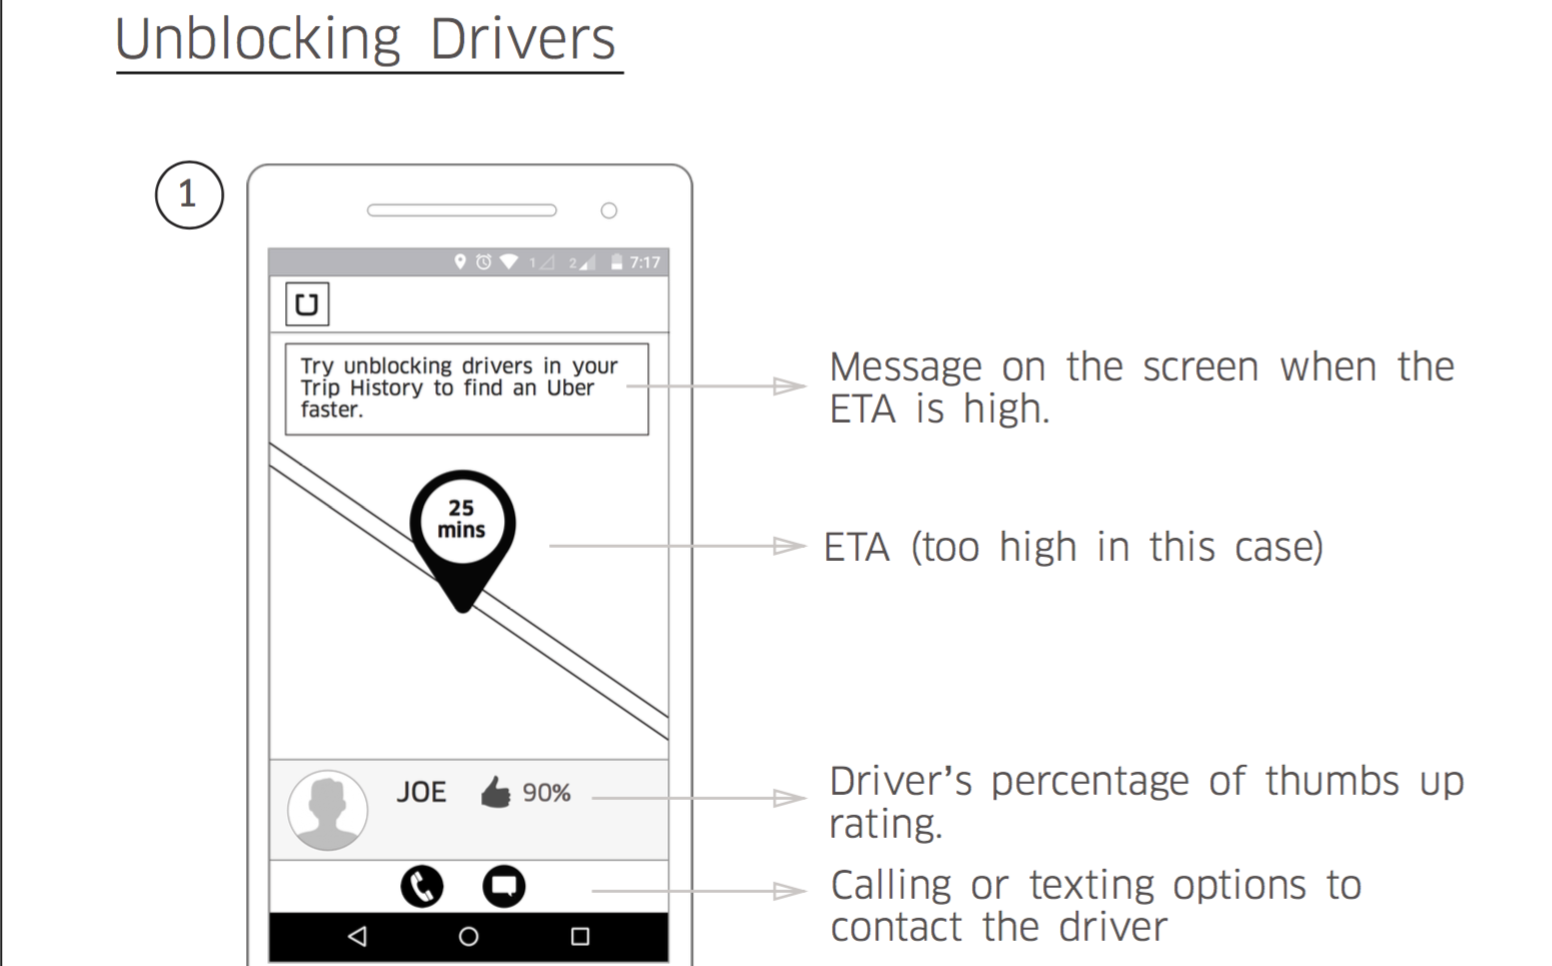 Unblocking Drivers
1
1 2 7:17
Try unblocking drivers in your
Trip History to find an Uber
faster.
Message on the screen when the
ETA is high.
25
mins
ETA (too high in this case)
JOE 90%
Driver's percentage of thumbs up
rating.
Calling or texting options to
contact the driver